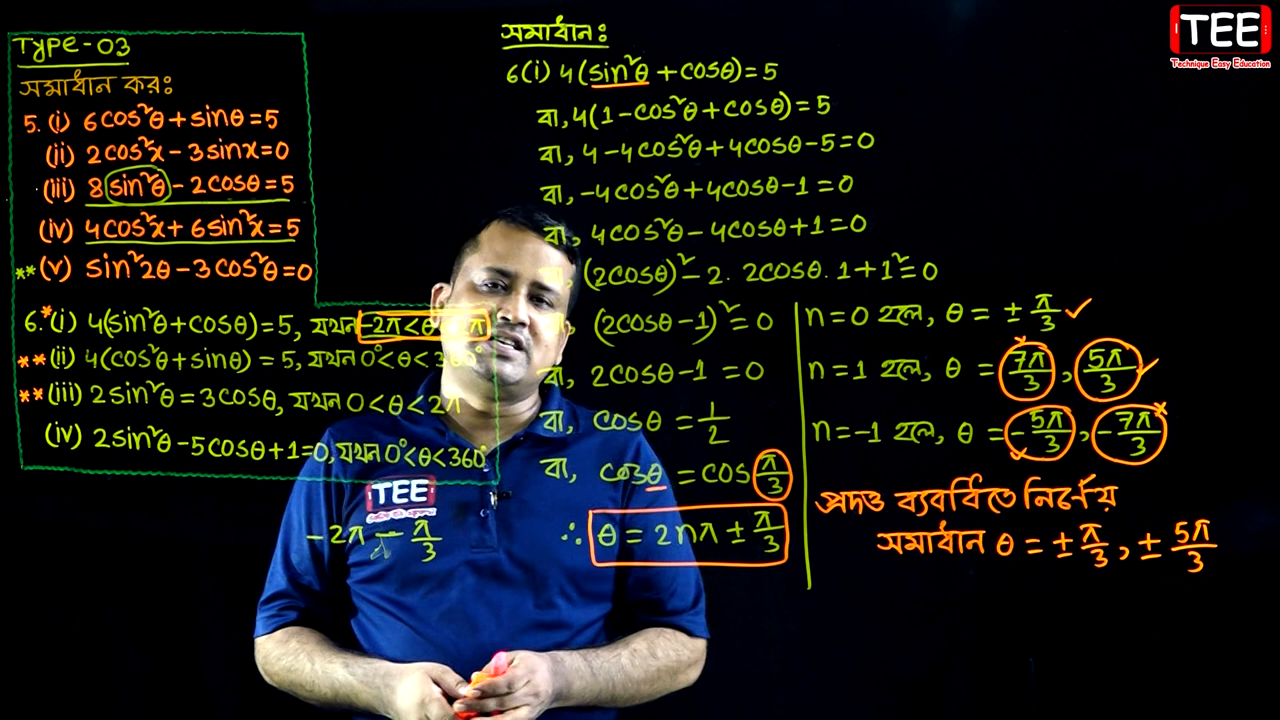 TYPE-03
সমাধান করঃ
5. (i) 6cos²θ + sinθ = 5
(ii) 2cos²x - 3sinx = 0
(iii) 8 sin²θ - 2cosθ = 5
(iv) 4cos²x + 6sin²x = 5
** (v) sin²2θ - 3cos²θ = 0
6.* (i) 4(sin²θ + cosθ) = 5, যখন -2π < θ π
** (ii) 4(cos²θ + sinθ) = 5, যখন 0° < θ < 360°
** (iii) 2sin²θ = 3cosθ, যখন 0 < θ < 2π
(iv) 2sin²θ - 5cosθ + 1 = 0, যখন 0° < θ < 360°
TEE
-2π - π/3
সমাধানঃ
6(i) 4(sin²θ + cosθ) = 5
বা, 4(1 - cos²θ + cosθ) = 5
বা, 4 - 4cos²θ + 4cosθ - 5 = 0
বা, -4cos²θ + 4cosθ - 1 = 0
বা, 4cos²θ - 4cosθ + 1 = 0
বা, (2cosθ)² - 2. 2cosθ. 1 + 1² = 0
বা, (2cosθ - 1)² = 0
বা, 2cosθ - 1 = 0
বা, cosθ = 1/2
বা, cosθ = cos π/3
∴ θ = 2nπ ± π/3
n = 0 হলে, θ = ± π/3 ✓
n = 1 হলে, θ = 7π/3, 5π/3 ✓
n = -1 হলে, θ = -5π/3, -7π/3
প্রদত্ত ব্যবধিতে নির্ণেয়
সমাধান θ = ± π/3, ± 5π/3
TEE
Technique Easy Education